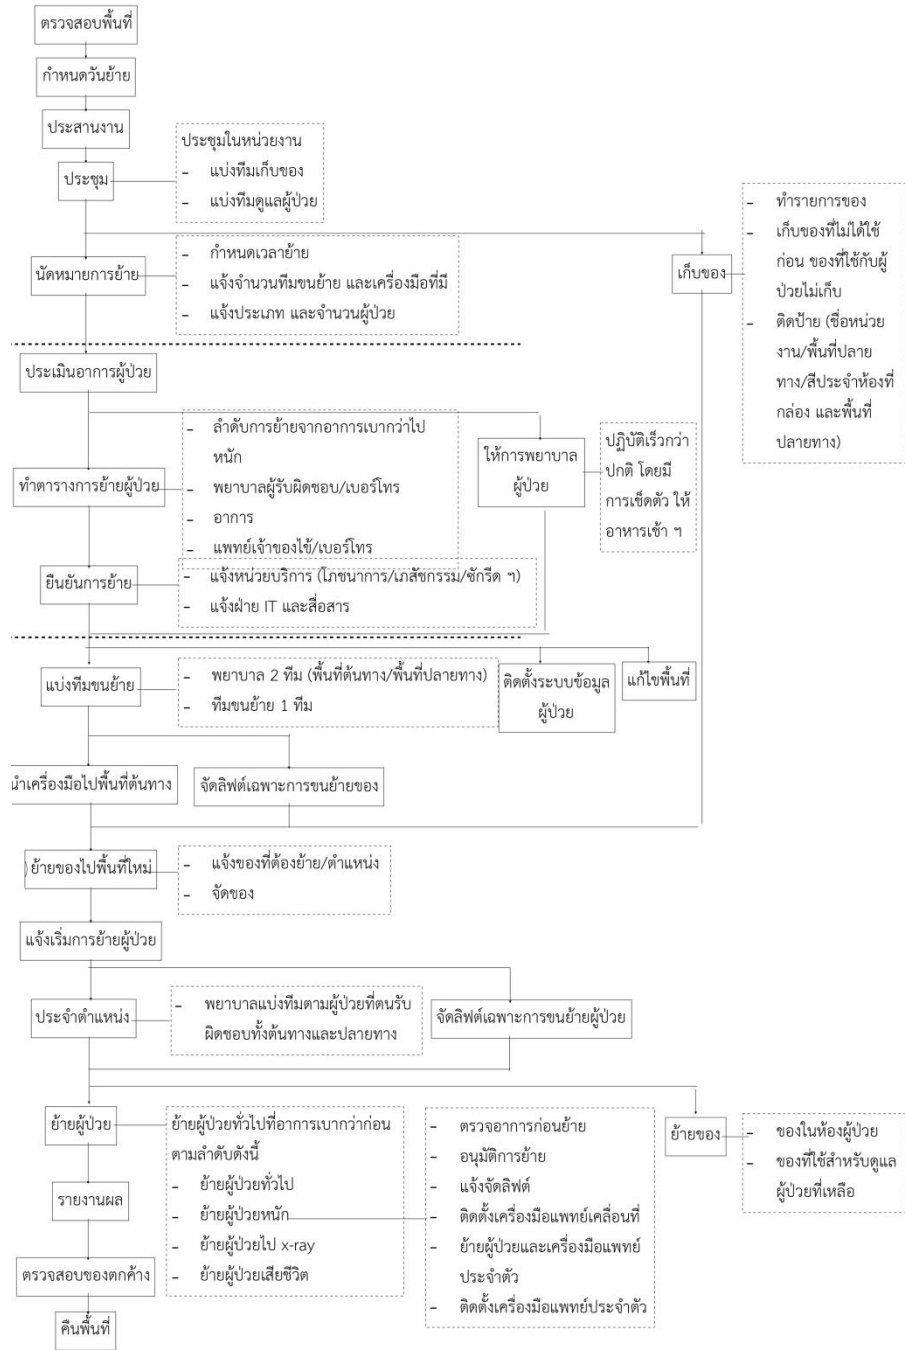 ตรวจสอบพื้นที่
กำหนดวันย้าย
ประสานงาน
ประชุม
ประชุมในหน่วยงาน
- แบ่งทีมเก็บของ
- แบ่งทีมดูแลผู้ป่วย
นัดหมายการย้าย
- กำหนดเวลาย้าย
- แจ้งจำนวนทีมขนย้าย และเครื่องมือที่มี
- แจ้งประเภท และจำนวนผู้ป่วย
เก็บของ
- ทำรายการของ
- เก็บของที่ไม่ได้ใช้
ก่อน ของที่ใช้กับผู้
ป่วยไม่เก็บ
- ติดป้าย (ชื่อหน่วย
งาน/พื้นที่ปลาย
ทาง/สีประจำห้องที่
กล่อง และพื้นที่
ปลายทาง)
ประเมินอาการผู้ป่วย
ทำตารางการย้ายผู้ป่วย
- ลำดับการย้ายจากอาการเบากว่าไป
หนัก
- พยาบาลผู้รับผิดชอบ/เบอร์โทร
- อาการ
- แพทย์เจ้าของไข้/เบอร์โทร
ให้การพยาบาล
ผู้ป่วย
ปฏิบัติเร็วกว่า
ปกติ โดยมี
การเช็ดตัว ให้
อาหารเช้า ฯ
ยืนยันการย้าย
- แจ้งหน่วยบริการ (โภชนาการ/เภสัชกรรม/ซักรีด ฯ)
- แจ้งฝ่าย IT และสื่อสาร
แบ่งทีมขนย้าย
- พยาบาล 2 ทีม (พื้นที่ต้นทาง/พื้นที่ปลายทาง)
- ทีมขนย้าย 1 ทีม
ติดตั้งระบบข้อมูล
ผู้ป่วย
แก้ไขพื้นที่
นำเครื่องมือไปพื้นที่ต้นทาง
จัดลิฟต์เฉพาะการขนย้ายของ
) ย้ายของไปพื้นที่ใหม่
- แจ้งของที่ต้องย้าย/ตำแหน่ง
- จัดของ
แจ้งเริ่มการย้ายผู้ป่วย
ประจำตำแหน่ง
- พยาบาลแบ่งทีมตามผู้ป่วยที่ตนรับ
ผิดชอบทั้งต้นทางและปลายทาง
จัดลิฟต์เฉพาะการขนย้ายผู้ป่วย
ย้ายผู้ป่วย
ย้ายผู้ป่วยทั่วไปที่อาการเบากว่าก่อน
ตามลำดับดังนี้
- ย้ายผู้ป่วยทั่วไป
- ย้ายผู้ป่วยหนัก
- ย้ายผู้ป่วยไป x-ray
- ย้ายผู้ป่วยเสียชีวิต
- ตรวจอาการก่อนย้าย
- อนุมัติการย้าย
- แจ้งจัดลิฟต์
- ติดตั้งเครื่องมือแพทย์เคลื่อนที่
- ย้ายผู้ป่วยและเครื่องมือแพทย์
ประจำตัว
- ติดตั้งเครื่องมือแพทย์ประจำตัว
ย้ายของ
- ของในห้องผู้ป่วย
- ของที่ใช้สำหรับดูแล
ผู้ป่วยที่เหลือ
รายงานผล
ตรวจสอบของตกค้าง
คืนพื้นที่